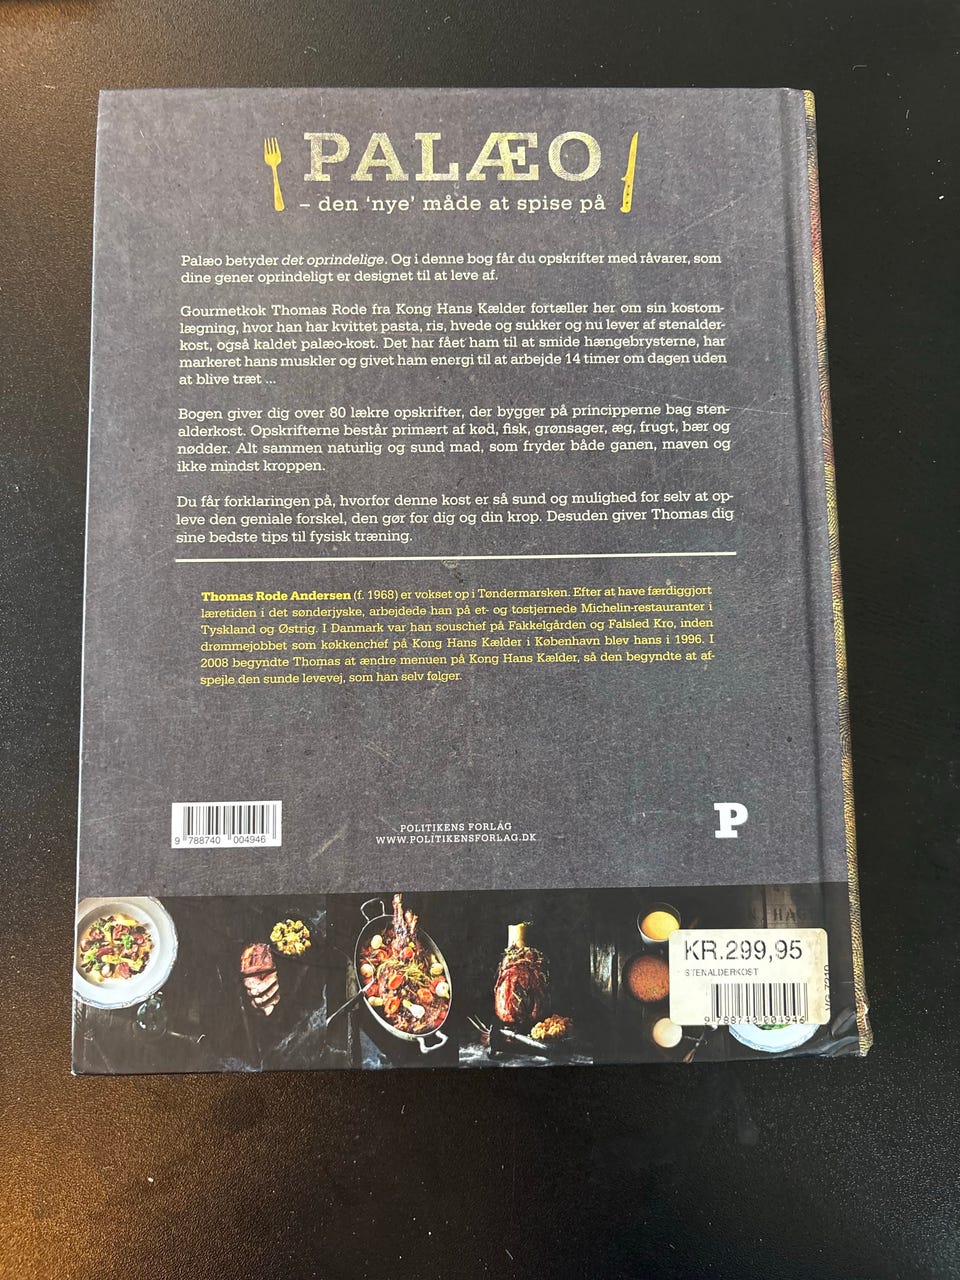 PALÆO
– den ‘nye’ måde at spise på
Palæo betyder det oprindelige. Og i denne bog får du opskrifter med råvarer, som
dine gener oprindeligt er designet til at leve af.
Gourmetkok Thomas Rode fra Kong Hans Kælder fortæller her om sin kostom-
lægning, hvor han har kvittet pasta, ris, hvede og sukker og nu lever af stenalder-
kost, også kaldet palæo-kost. Det har fået ham til at smide hængebrysterne, har
markeret hans muskler og givet ham energi til at arbejde 14 timer om dagen uden
at blive træt ...
Bogen giver dig over 80 lækre opskrifter, der bygger på principperne bag sten-
alderkost. Opskrifterne består primært af kød, fisk, grønsager, æg, frugt, bær og
nødder. Alt sammen naturlig og sund mad, som fryder både ganen, maven og
ikke mindst kroppen.
Du får forklaringen på, hvorfor denne kost er så sund og mulighed for selv at op-
leve den geniale forskel, den gør for dig og din krop. Desuden giver Thomas dig
sine bedste tips til fysisk træning.
Thomas Rode Andersen (f. 1968) er vokset op i Tøndermarsken. Efter at have færdiggjort
læretiden i det sønderjyske, arbejdede han på et- og tostjernede Michelin-restauranter i
Tyskland og Østrig. I Danmark var han souschef på Fakkelgården og Falsled Kro, inden
drømmejobbet som køkkenchef på Kong Hans Kælder i København blev hans i 1996. I
2008 begyndte Thomas at ændre menuen på Kong Hans Kælder, så den begyndte at af-
spejle den sunde levevej, som han selv følger.
9 788740 004946
POLITIKENS FORLAG
WWW.POLITIKENSFORLAG.DK
P
KR.299,95
STENALDERKOST
9 788740 004946